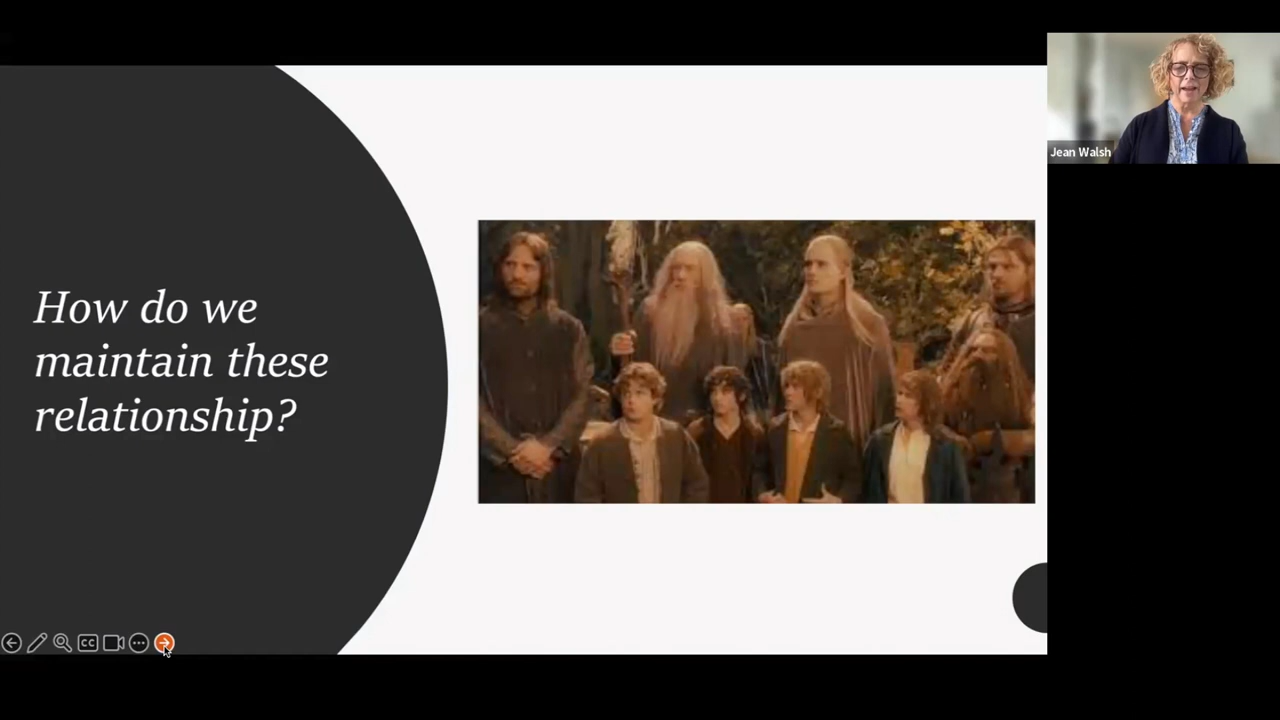 How do we
maintain these
relationship?
Jean Walsh
CC